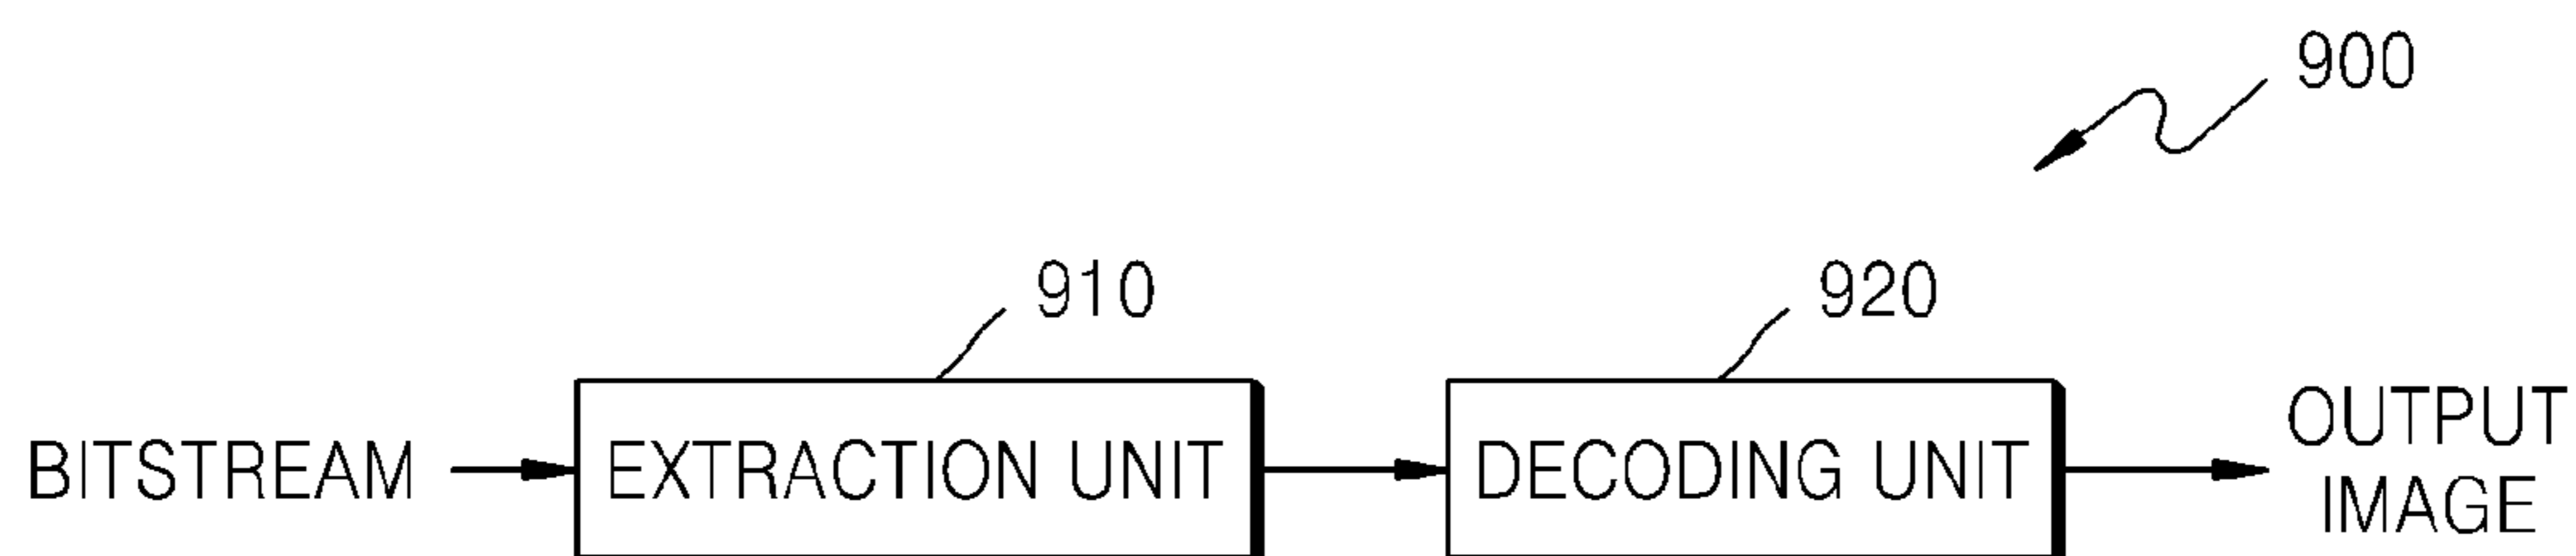 900
910
920
BITSTREAM
EXTRACTION UNIT
DECODING UNIT
OUTPUT
IMAGE